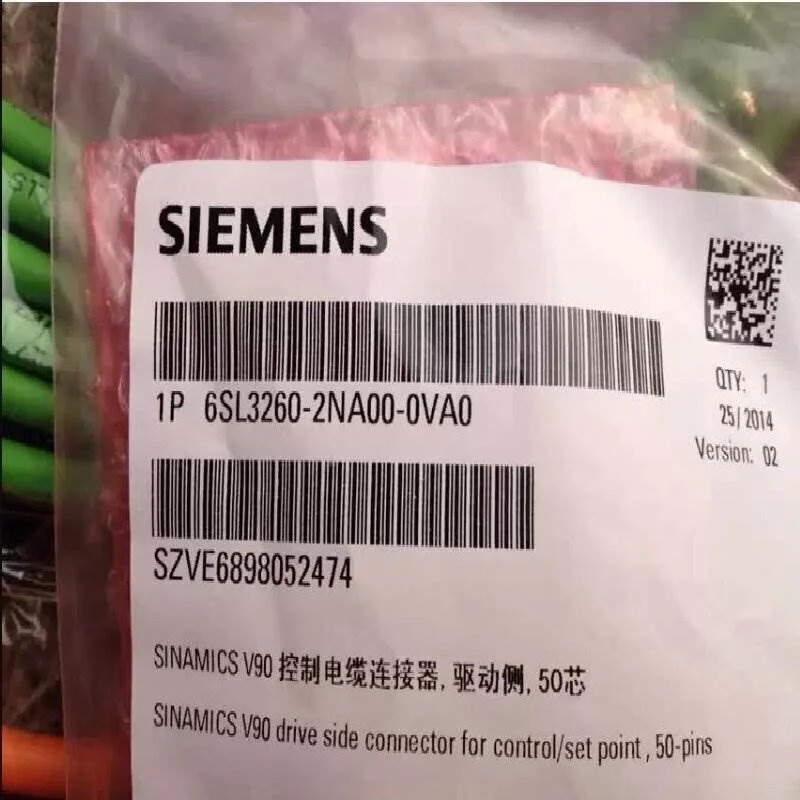 SIEMENS
1P 6SL3260-2NA00-0VA0
QTY: 1
25/2014
Version: 02
SZVE6898052474
SINAMICS V90 控制电缆连接器, 驱动侧, 50芯
SINAMICS V90 drive side connector for control/set point , 50-pins